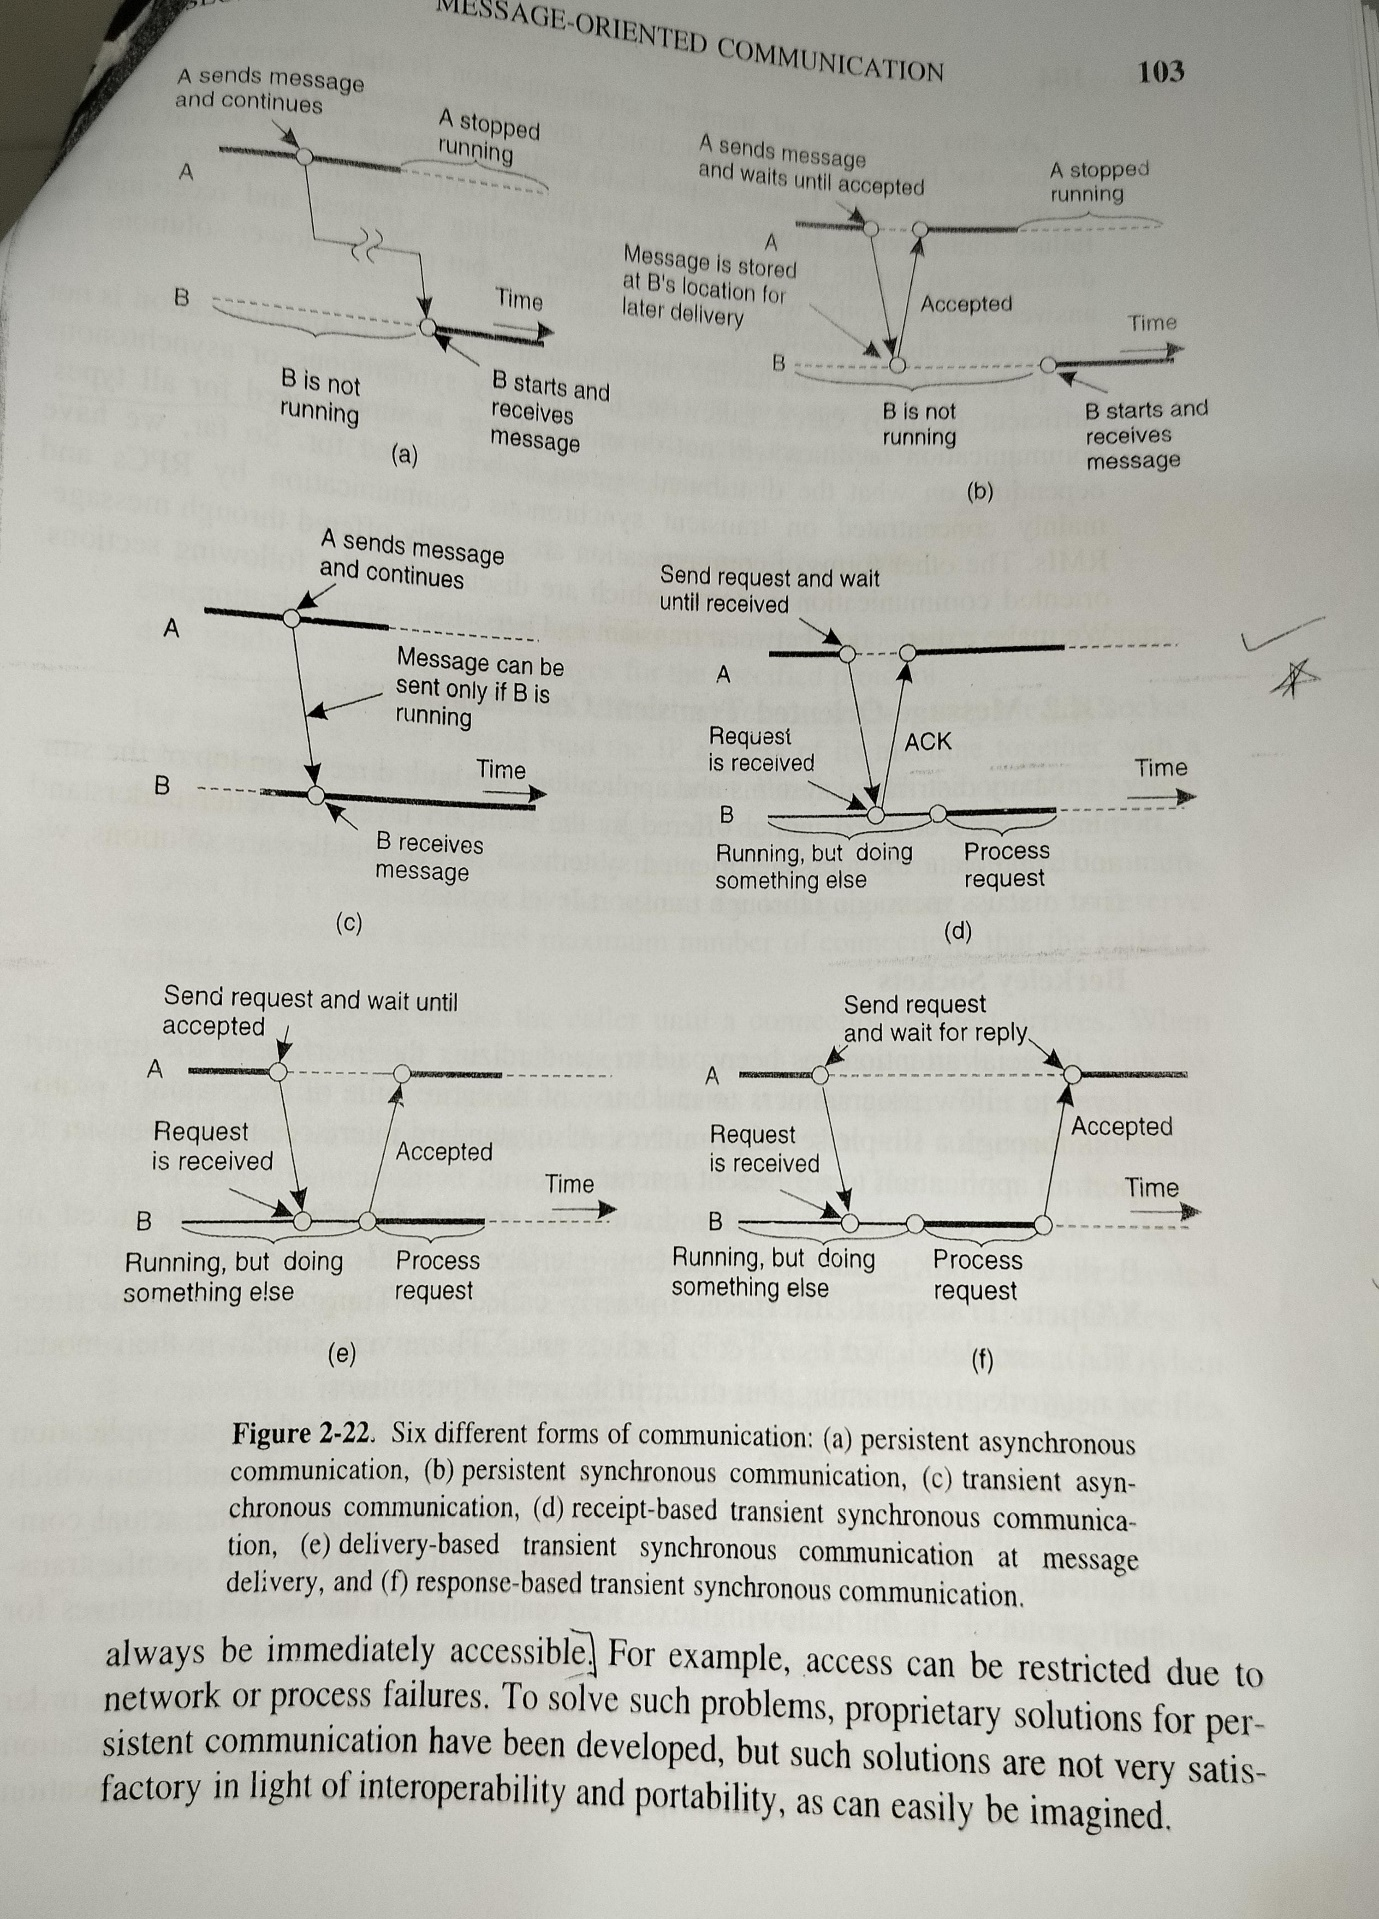 MESSAGE-ORIENTED COMMUNICATION
103
A sends message
and continues
A stopped
running
A
B
Time
B is not
running
B starts and
receives
message
(a)
A sends message
and waits until accepted
A stopped
running
A
Message is stored
at B's location for
later delivery
Accepted
Time
B
B is not
running
B starts and
receives
message
(b)
A sends message
and continues
A
Message can be
sent only if B is
running
B
Time
B receives
message
(c)
Send request and wait
until received
A
Request
is received
ACK
Time
B
Running, but doing
something else
Process
request
(d)
Send request and wait until
accepted
A
Request
is received
Accepted
Time
B
Running, but doing
something else
Process
request
(e)
Send request
and wait for reply
A
Request
is received
Accepted
Time
B
Running, but doing
something else
Process
request
(f)
Figure 2-22. Six different forms of communication: (a) persistent asynchronous
communication, (b) persistent synchronous communication, (c) transient asyn-
chronous communication, (d) receipt-based transient synchronous communica-
tion, (e) delivery-based transient synchronous communication at message
delivery, and (f) response-based transient synchronous communication.
always be immediately accessible. For example, access can be restricted due to
network or process failures. To solve such problems, proprietary solutions for per-
sistent communication have been developed, but such solutions are not very satis-
factory in light of interoperability and portability, as can easily be imagined.